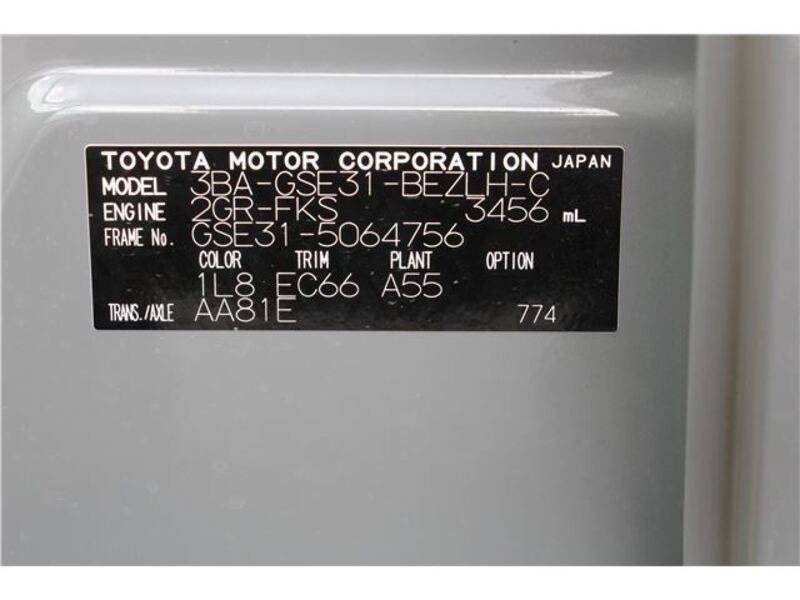 TOYOTA MOTOR CORPORATION JAPAN
MODEL 3BA-GSE31-BEZLH-C
ENGINE 2GR-FKS 3456 mL
FRAME No. GSE31-5064756
COLOR TRIM PLANT OPTION
1L8 EC66 A55
TRANS./AXLE AA81E 774